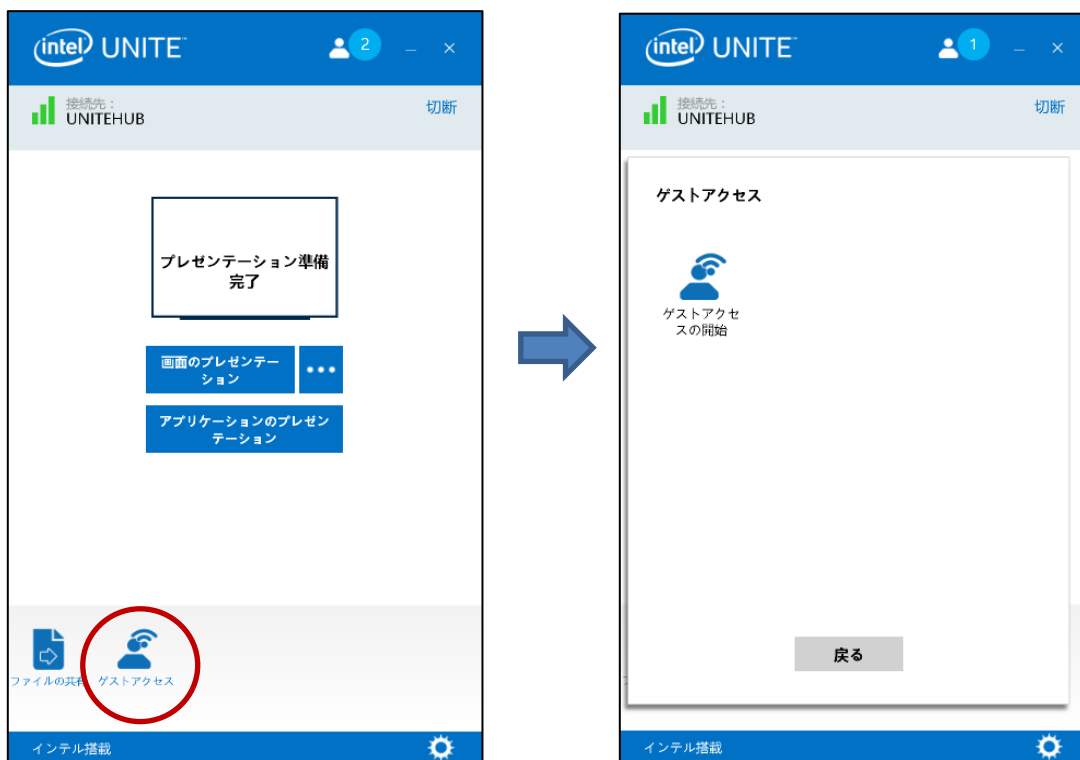 intel UNITE™
2
接続先：
UNITEHUB
切断
プレゼンテーション準備
完了
画面のプレゼンテー
ション
•••
アプリケーションのプレゼン
テーション
ファイルの共有
ゲストアクセス
インテル搭載
intel UNITE™
1
接続先：
UNITEHUB
切断
ゲストアクセス
ゲストアクセ
スの開始
戻る
インテル搭載